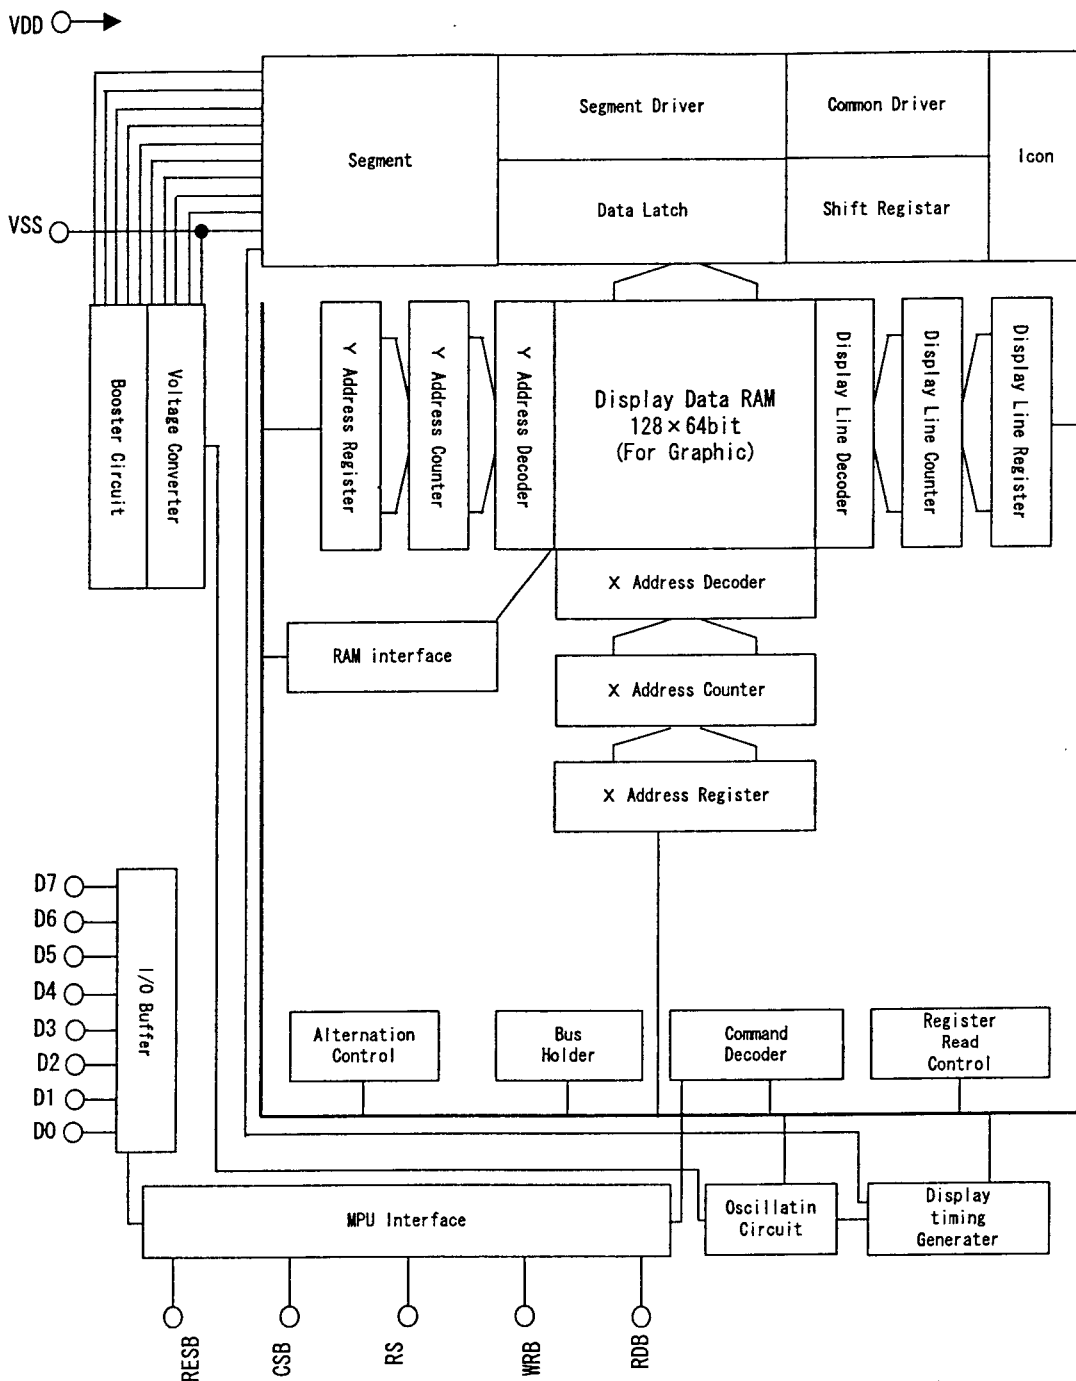 VDD
Segment
Segment Driver
Common Driver
Icon
Data Latch
Shift Registar
VSS
Booster Circuit
Voltage Converter
Y Address Register
Y Address Counter
Y Address Decoder
Display Data RAM
128×64bit
(For Graphic)
Display Line Decoder
Display Line Counter
Display Line Register
X Address Decoder
RAM interface
X Address Counter
X Address Register
D7
D6
D5
D4
D3
D2
D1
D0
I/O Buffer
Alternation
Control
Bus
Holder
Command
Decoder
Register
Read
Control
MPU Interface
Oscillatin
Circuit
Display
timing
Generater
RESB
CSB
RS
WRB
RDB